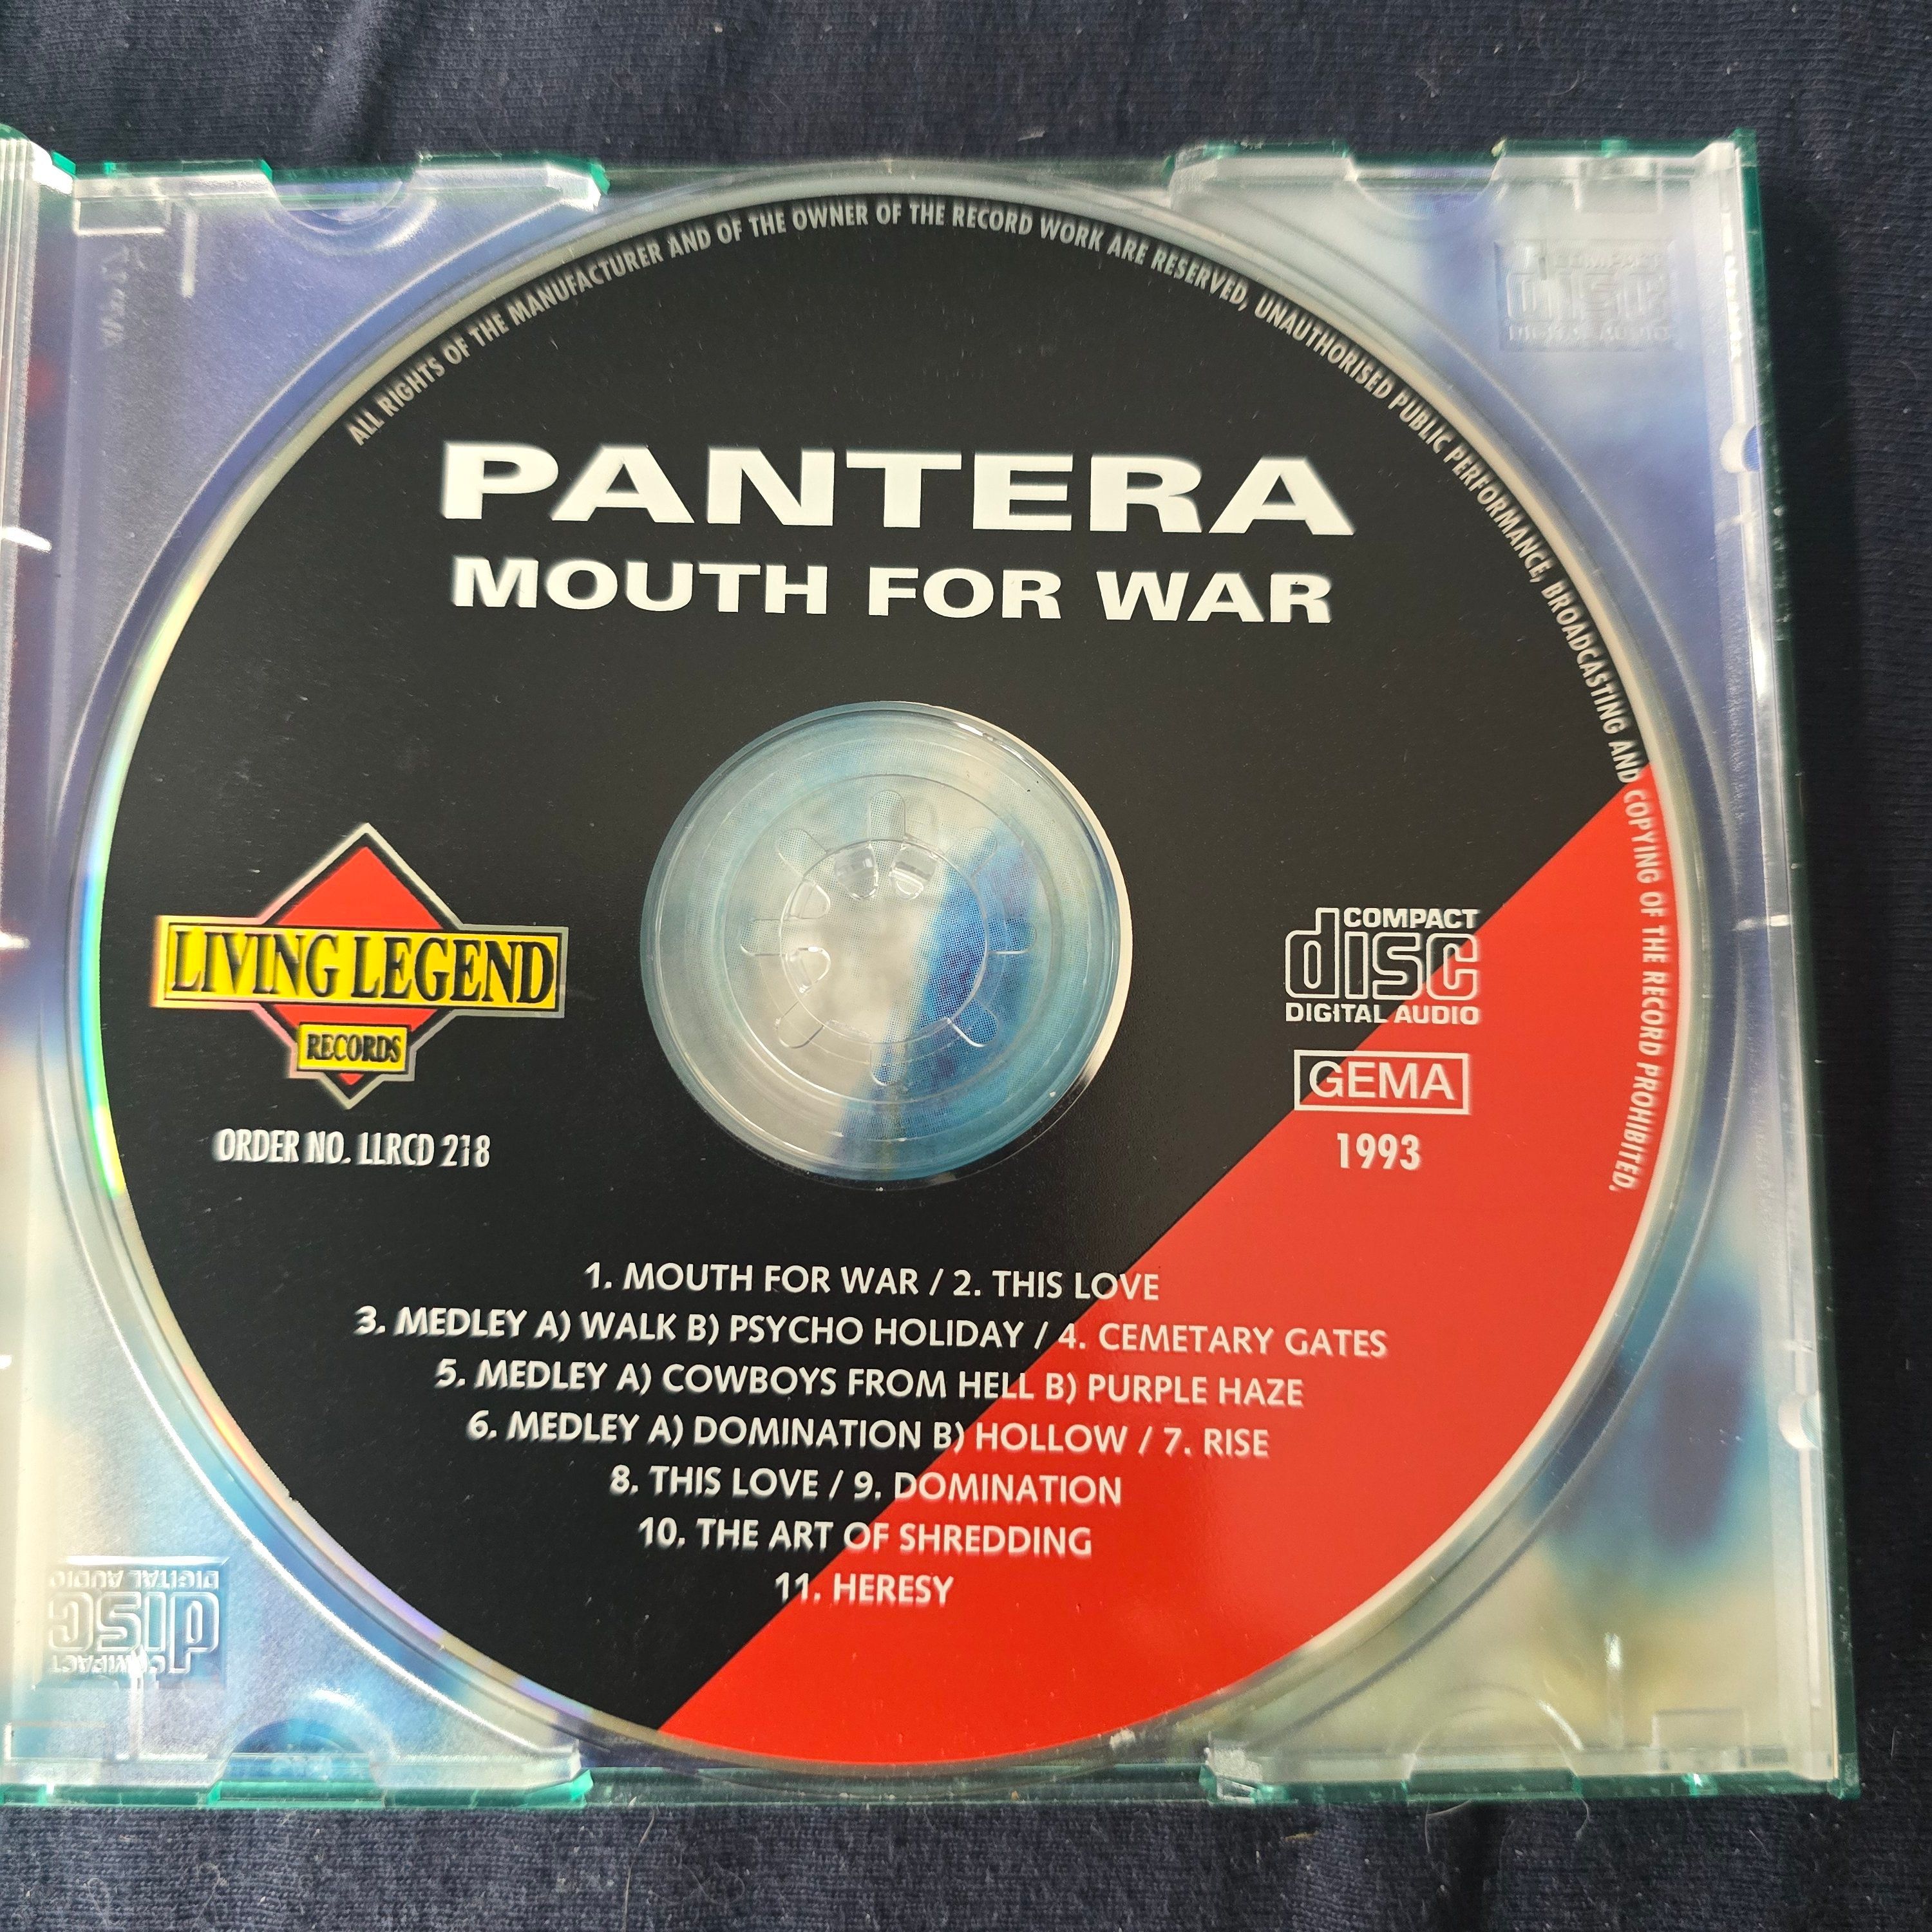 ALL RIGHTS OF THE MANUFACTURER AND OF THE OWNER OF THE RECORD WORK ARE RESERVED, UNAUTHORISED PUBLIC PERFORMANCE, BROADCASTING AND COPYING OF THE RECORD PROHIBITED.
PANTERA
MOUTH FOR WAR
LIVING LEGEND
RECORDS
ORDER NO. LLRCD 218
COMPACT
disc
DIGITAL AUDIO
GEMA
1993
1. MOUTH FOR WAR / 2. THIS LOVE
3. MEDLEY A) WALK B) PSYCHO HOLIDAY / 4. CEMETARY GATES
5. MEDLEY A) COWBOYS FROM HELL B) PURPLE HAZE
6. MEDLEY A) DOMINATION B) HOLLOW / 7. RISE
8. THIS LOVE / 9. DOMINATION
10. THE ART OF SHREDDING
11. HERESY
COMPACT
disc
DIGITAL AUDIO
COMPACT
disc
DIGITAL AUDIO